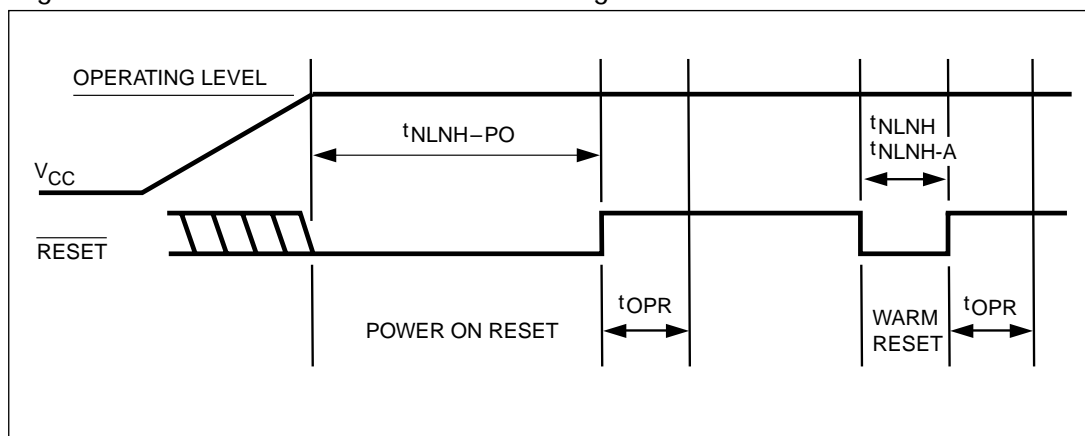 OPERATING LEVEL
tNLNH–PO
tNLNH
tNLNH-A
VCC
RESET
tOPR
POWER ON RESET
WARM
RESET
tOPR